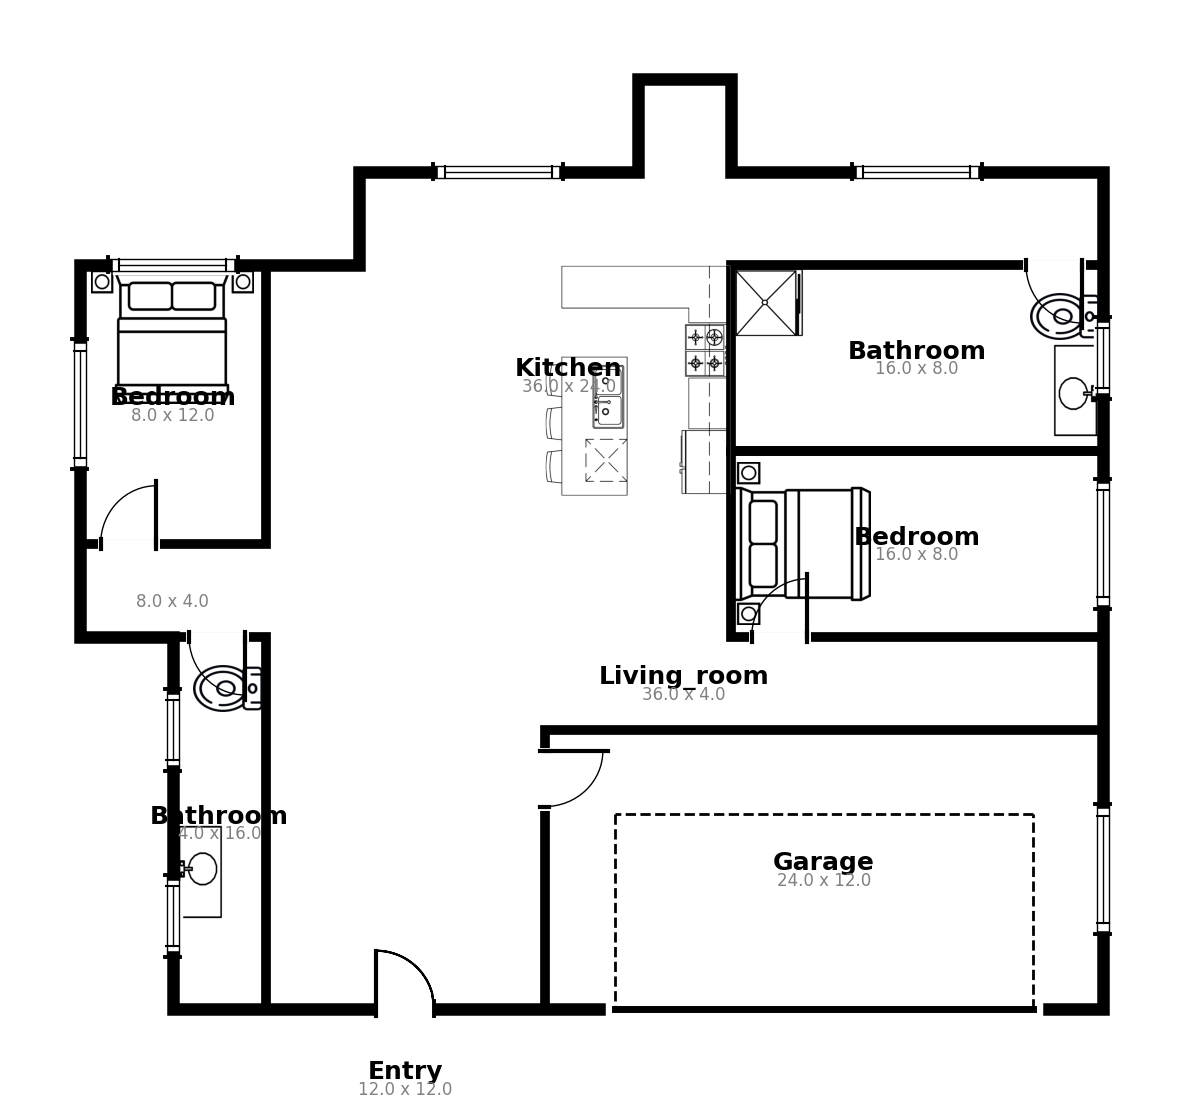 Bathroom
16.0 x 8.0
Kitchen
36.0 x 24.0
Bedroom
8.0 x 12.0
Bedroom
16.0 x 8.0
8.0 x 4.0
Living_room
36.0 x 4.0
Bathroom
4.0 x 16.0
Garage
24.0 x 12.0
Entry
12.0 x 12.0